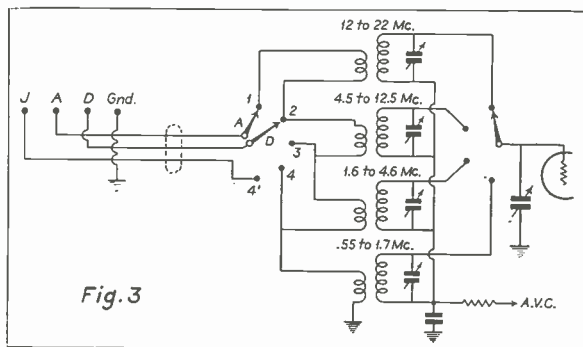 12 to 22 Mc.
J A D Gnd.
1
4.5 to 12.5 Mc.
A 2
D
3
1.6 to 4.6 Mc.
4
4'
.55 to 1.7 Mc.
Fig. 3
A.V.C.